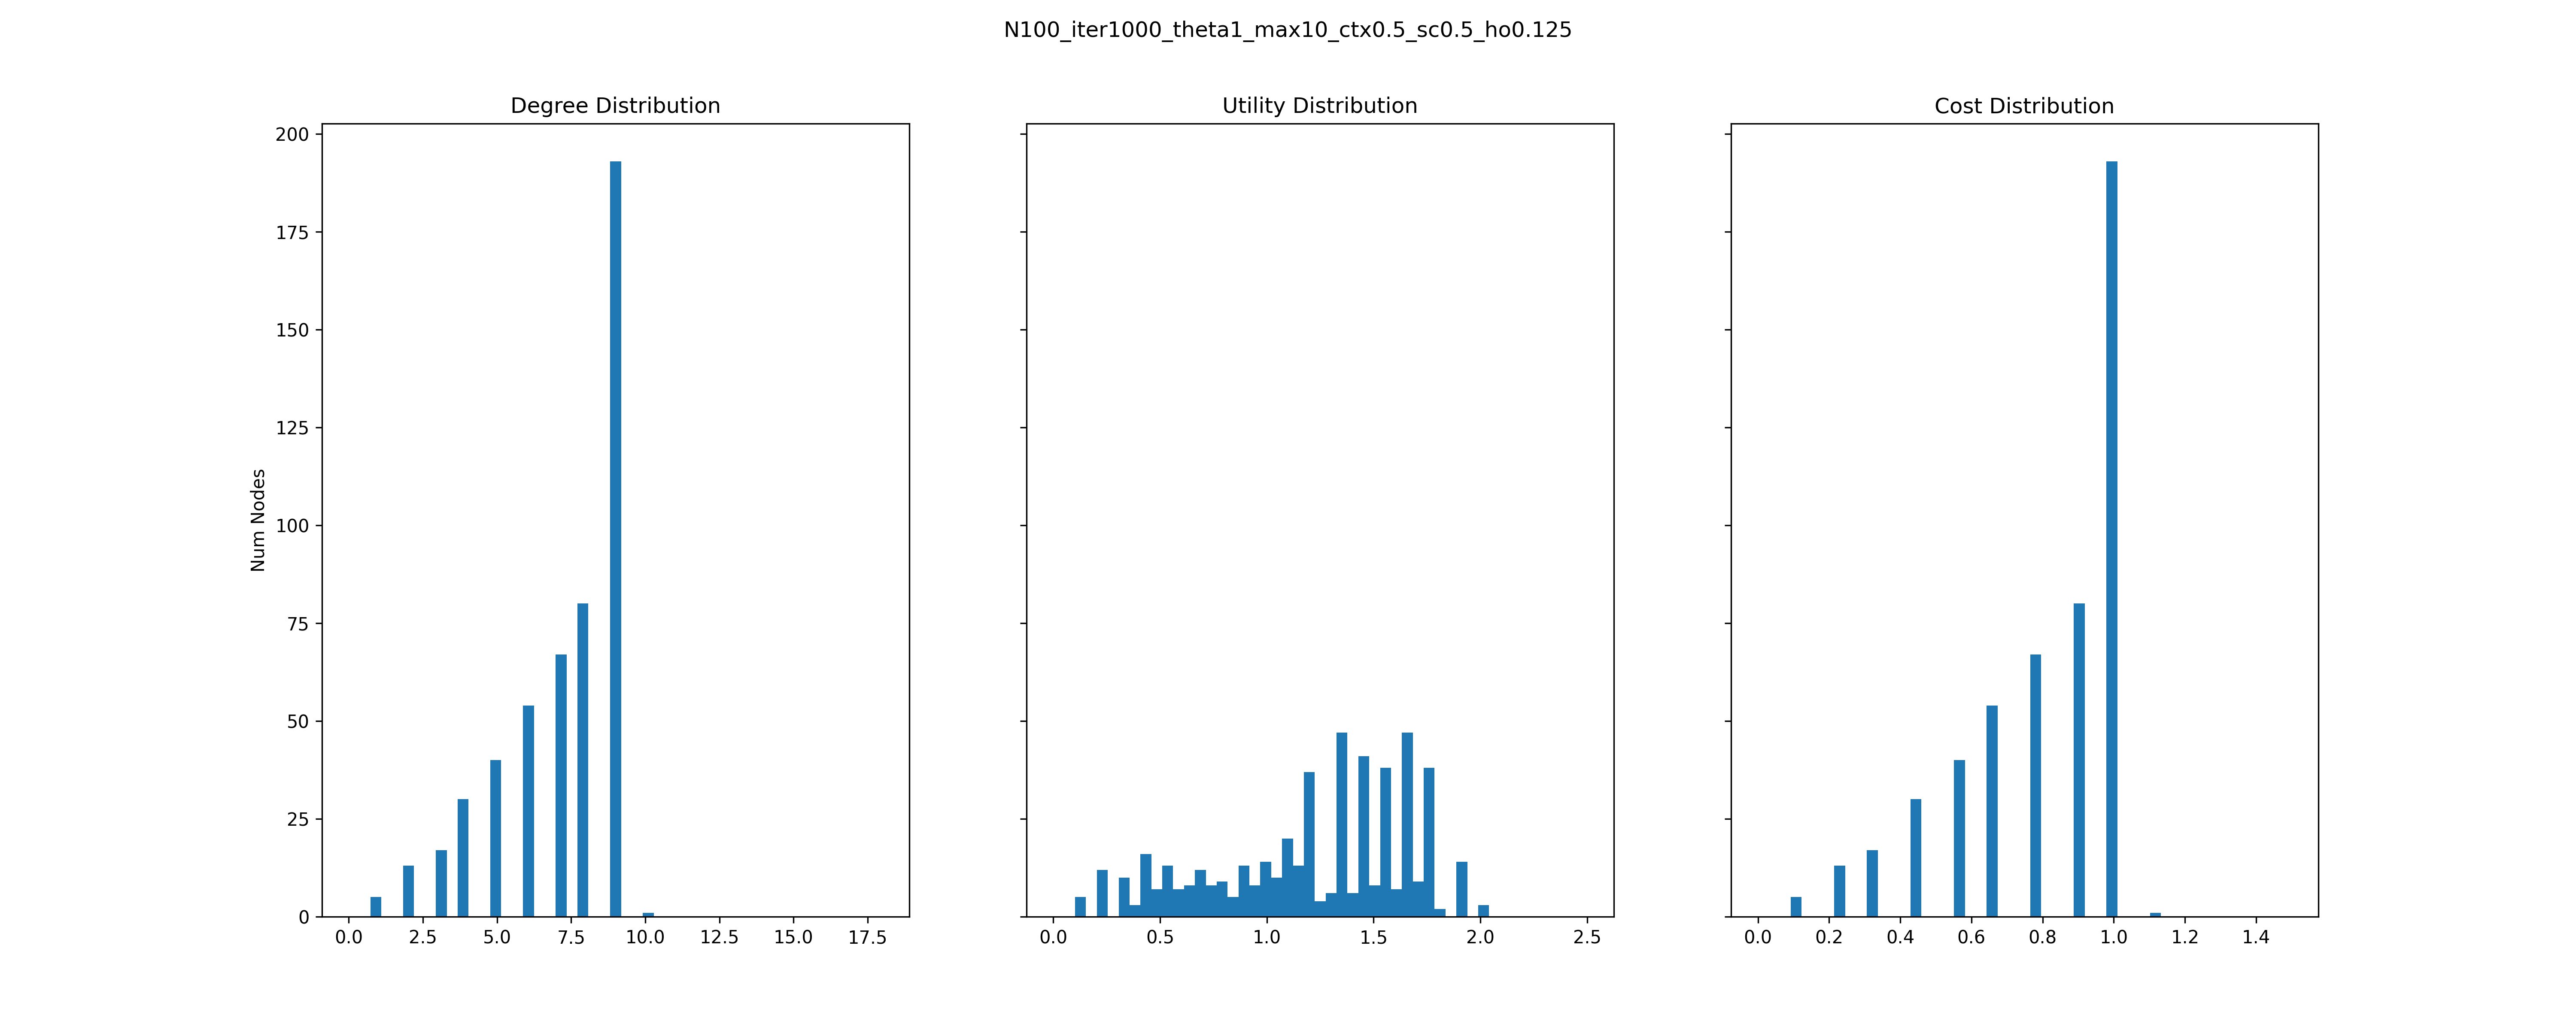 N100_iter1000_theta1_max10_ctx0.5_sc0.5_ho0.125
Degree Distribution
Utility Distribution
Cost Distribution
Num Nodes
200
175
150
125
100
75
50
25
0
0.0 2.5 5.0 7.5 10.0 12.5 15.0 17.5
0.0 0.5 1.0 1.5 2.0 2.5
0.0 0.2 0.4 0.6 0.8 1.0 1.2 1.4